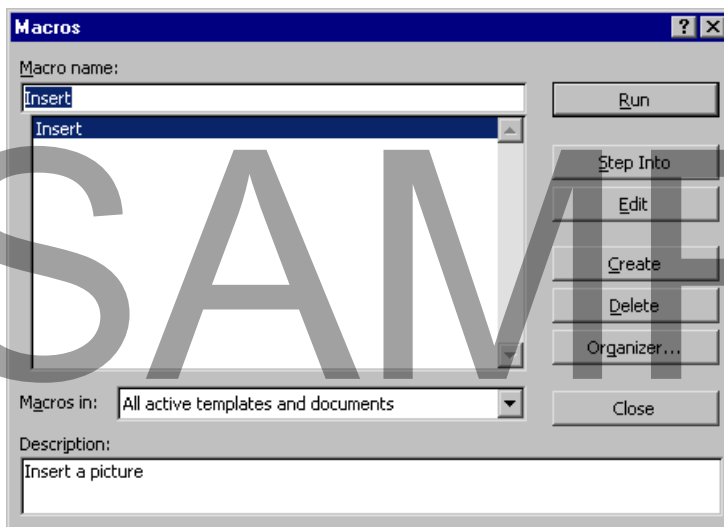 Macros
Macro name:
Insert
Run
Insert
Step Into
Edit
Create
Delete
Organizer...
Macros in: All active templates and documents
Close
Description:
Insert a picture